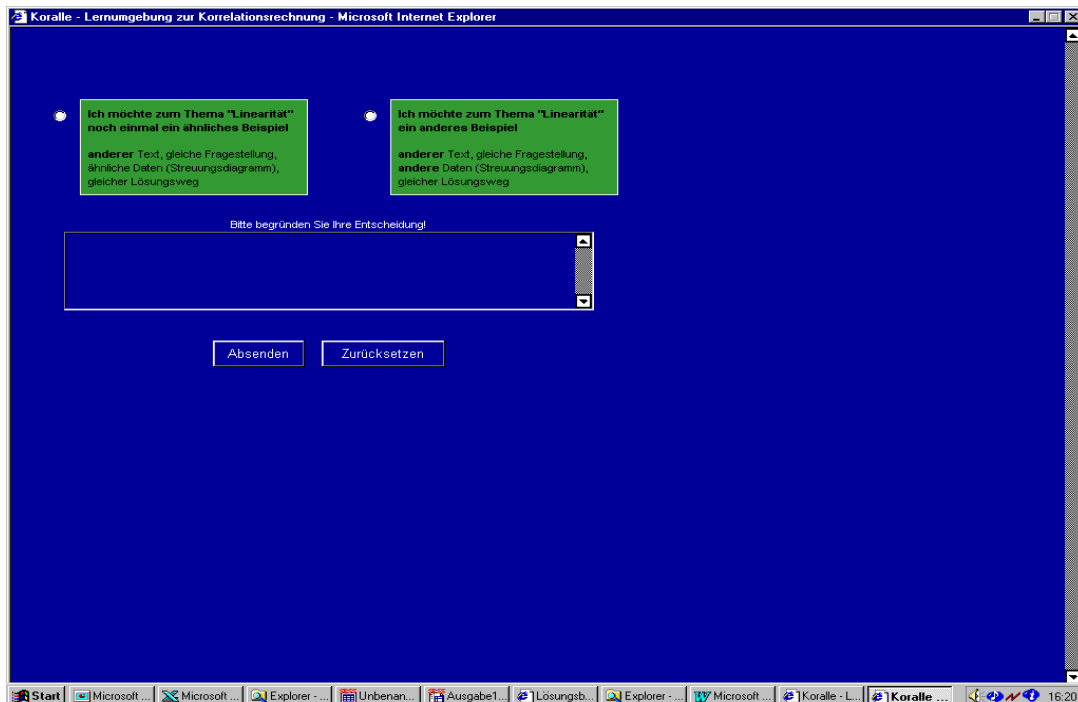 Koralle - Lernumgebung zur Korrelationsrechnung - Microsoft Internet Explorer
Ich möchte zum Thema "Linearität"
noch einmal ein ähnliches Beispiel
anderer Text, gleiche Fragestellung,
ähnliche Daten (Streuungsdiagramm),
gleicher Lösungsweg
Ich möchte zum Thema "Linearität"
ein anderes Beispiel
anderer Text, gleiche Fragestellung,
andere Daten (Streuungsdiagramm),
gleicher Lösungsweg
Bitte begründen Sie Ihre Entscheidung!
Absenden Zurücksetzen
Start Microsoft ... Microsoft ... Explorer - ... Unbenan... Ausgabe1... Lösungsb... Explorer - ... Microsoft ... Koralle - L... Koralle ... 16:20